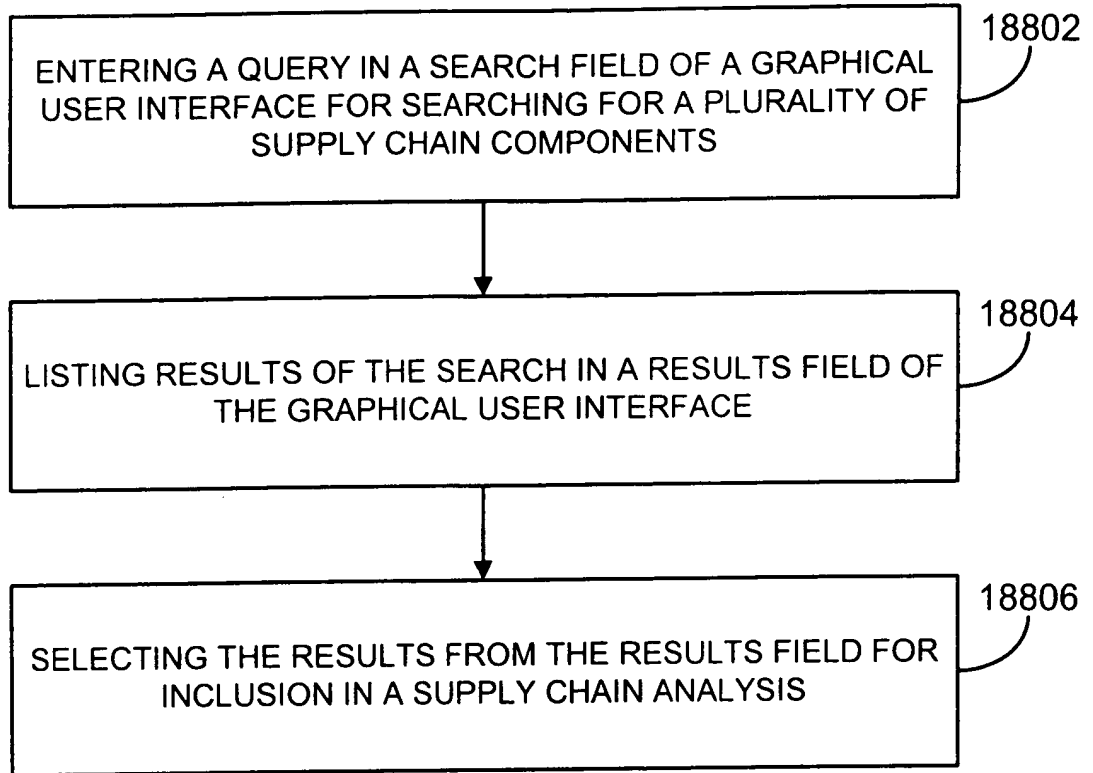 18802
ENTERING A QUERY IN A SEARCH FIELD OF A GRAPHICAL
USER INTERFACE FOR SEARCHING FOR A PLURALITY OF
SUPPLY CHAIN COMPONENTS
18804
LISTING RESULTS OF THE SEARCH IN A RESULTS FIELD OF
THE GRAPHICAL USER INTERFACE
18806
SELECTING THE RESULTS FROM THE RESULTS FIELD FOR
INCLUSION IN A SUPPLY CHAIN ANALYSIS